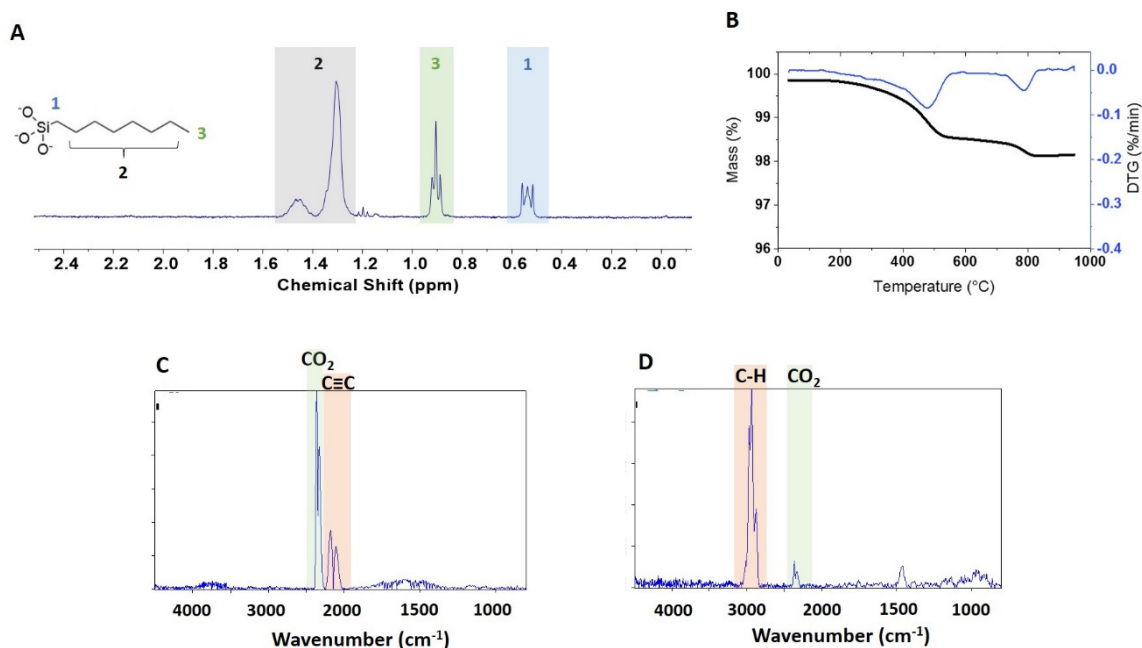 A
2
3
1
1
O⁻
⁻O
Si
O⁻
3
2
2.4 2.2 2.0 1.8 1.6 1.4 1.2 1.0 0.8 0.6 0.4 0.2 0.0
Chemical Shift (ppm)
B
100
99
98
97
96
Mass (%)
0.0
-0.1
-0.2
-0.3
-0.4
DTG (%/min)
0 200 400 600 800 1000
Temperature (°C)
C
CO₂
C≡C
4000 3000 2000 1500 1000
Wavenumber (cm⁻¹)
D
C-H
CO₂
4000 3000 2000 1500 1000
Wavenumber (cm⁻¹)